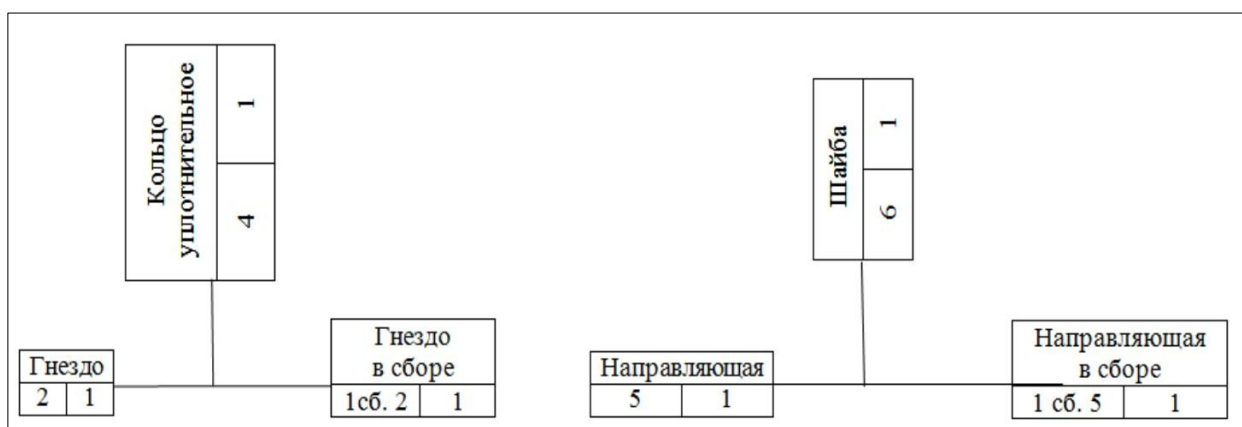 Кольцо
уплотнительное
4 1
Гнездо
2 1
Гнездо
в сборе
1сб. 2 1
Шайба
6 1
Направляющая
5 1
Направляющая
в сборе
1 сб. 5 1